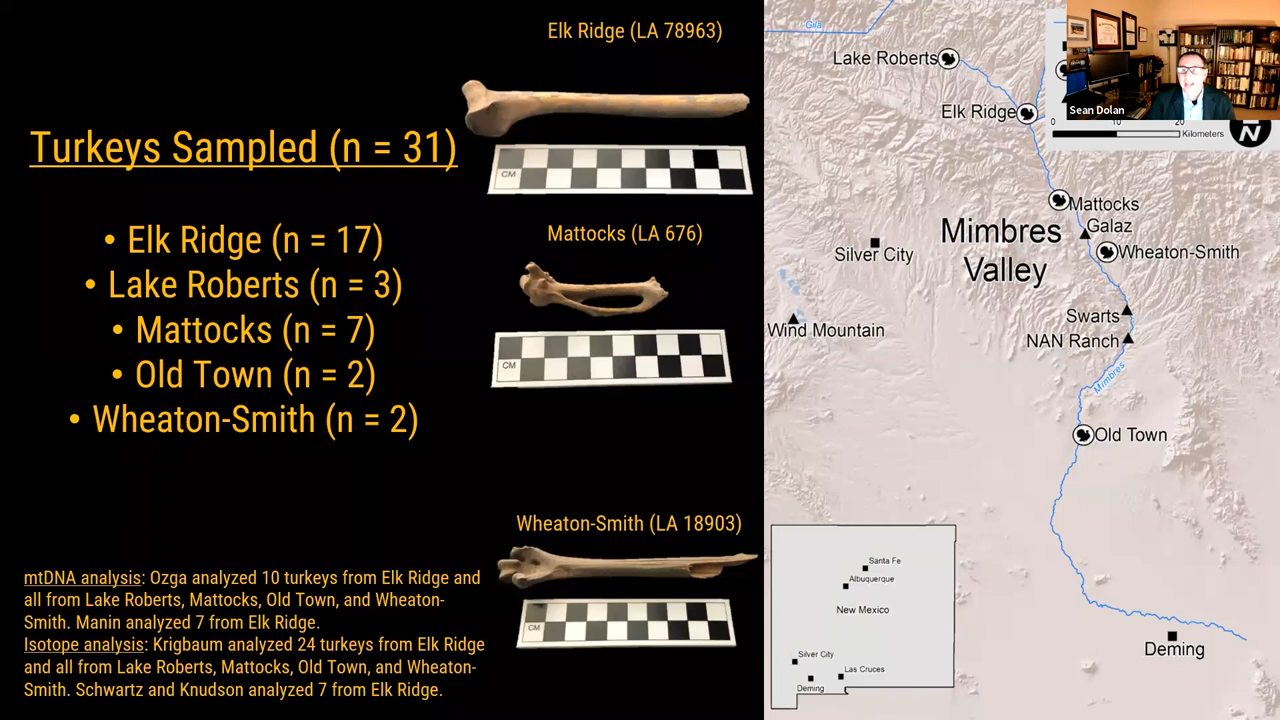 Turkeys Sampled (n = 31)
• Elk Ridge (n = 17)
• Lake Roberts (n = 3)
• Mattocks (n = 7)
• Old Town (n = 2)
• Wheaton-Smith (n = 2)
mtDNA analysis: Ozga analyzed 10 turkeys from Elk Ridge and
all from Lake Roberts, Mattocks, Old Town, and Wheaton-
Smith. Manin analyzed 7 from Elk Ridge.
Isotope analysis: Krigbaum analyzed 24 turkeys from Elk Ridge
and all from Lake Roberts, Mattocks, Old Town, and Wheaton-
Smith. Schwartz and Knudson analyzed 7 from Elk Ridge.
Elk Ridge (LA 78963)
CM
Mattocks (LA 676)
CM
Wheaton-Smith (LA 18903)
CM
Gila
Lake Roberts
Elk Ridge
Mattocks
Galaz
Mimbres
Valley
Wheaton-Smith
Silver City
Swarts
Wind Mountain
NAN Ranch
Mimbres
Old Town
Deming
Sean Dolan
0 10 20
Kilometers
N
Santa Fe
Albuquerque
New Mexico
Silver City
Las Cruces
Deming